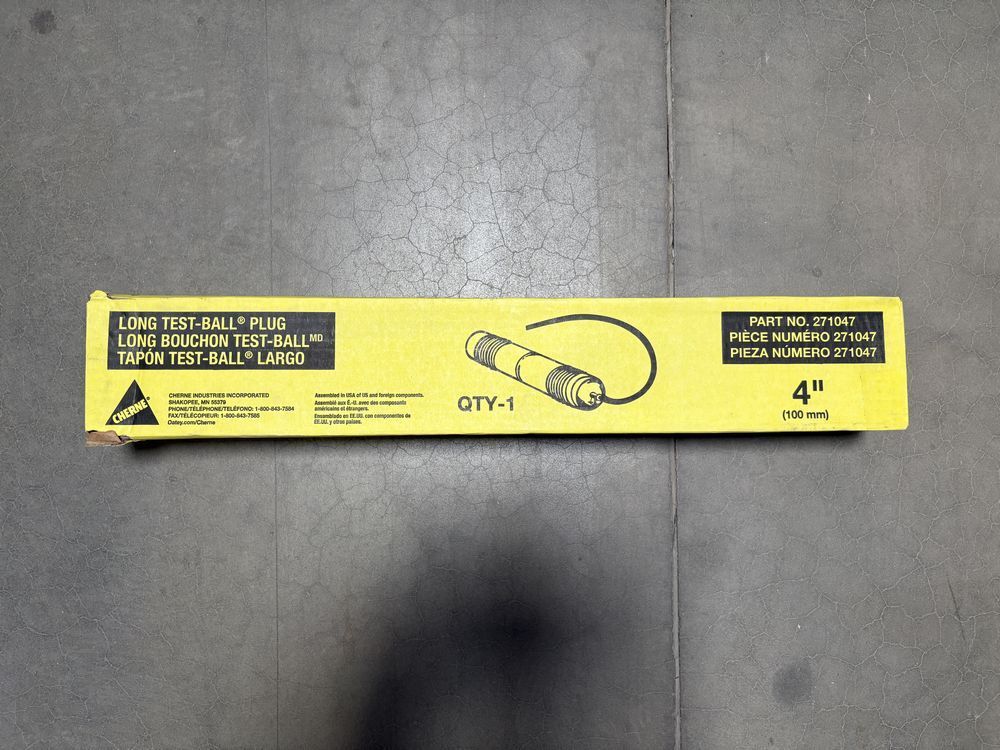 LONG TEST-BALL® PLUG
LONG BOUCHON TEST-BALL MD
TAPÓN TEST-BALL® LARGO
CHERNE®
CHERNE INDUSTRIES INCORPORATED
SHAKOPEE, MN 55379
PHONE/TÉLÉPHONE/TELÉFONO: 1-800-843-7584
FAX/TÉLÉCOPIEUR: 1-800-843-7585
Oatey.com/Cherne
Assembled in USA of US and foreign components.
Assemblé aux É.-U. avec des composants
américains et étrangers.
Ensamblado en EE.UU. con componentes de
EE.UU. y otros países.
QTY-1
PART NO. 271047
PIÈCE NUMÉRO 271047
PIEZA NÚMERO 271047
4"
(100 mm)